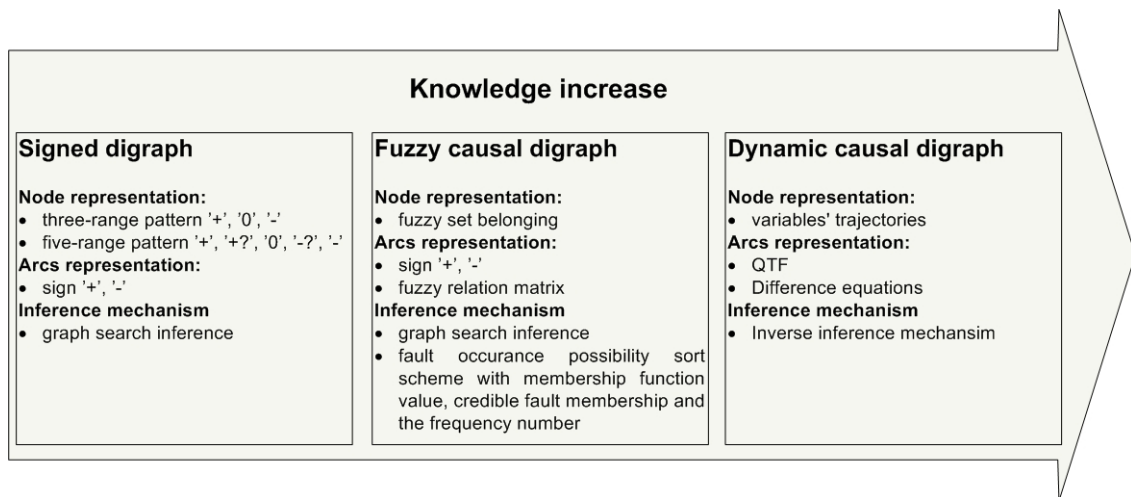 Knowledge increase
Signed digraph
Node representation:
• three-range pattern '+', '0', '-'
• five-range pattern '+', '+?', '0', '-?', '-'
Arcs representation:
• sign '+', '-'
Inference mechanism
• graph search inference
Fuzzy causal digraph
Node representation:
• fuzzy set belonging
Arcs representation:
• sign '+', '-'
• fuzzy relation matrix
Inference mechanism
• graph search inference
• fault occurance possibility sort
scheme with membership function
value, credible fault membership and
the frequency number
Dynamic causal digraph
Node representation:
• variables' trajectories
Arcs representation:
• QTF
• Difference equations
Inference mechanism
• Inverse inference mechansim